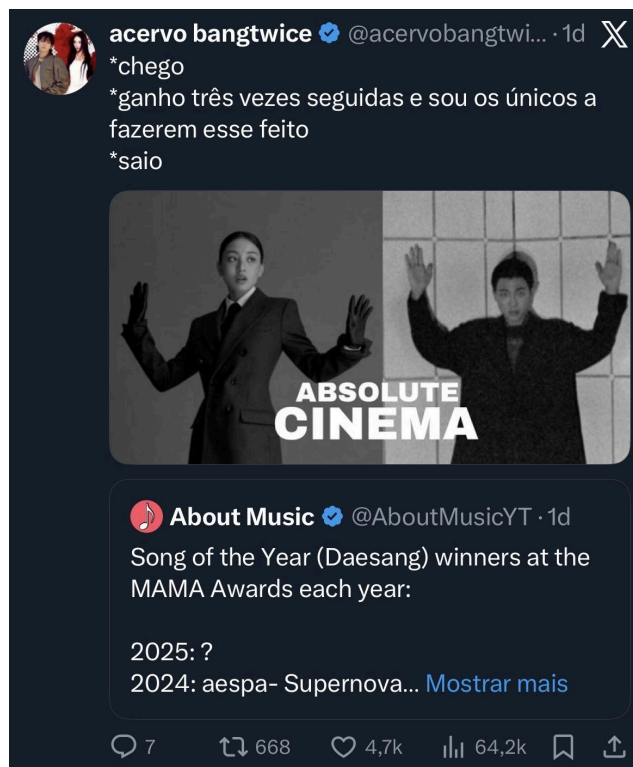 acervo bangtwice @acervobangtwi... · 1d
*chego
*ganho três vezes seguidas e sou os únicos a
fazerem esse feito
*saio
ABSOLUTE
CINEMA
About Music @AboutMusicYT · 1d
Song of the Year (Daesang) winners at the
MAMA Awards each year:
2025: ?
2024: aespa- Supernova... Mostrar mais
7 668 4,7k 64,2k